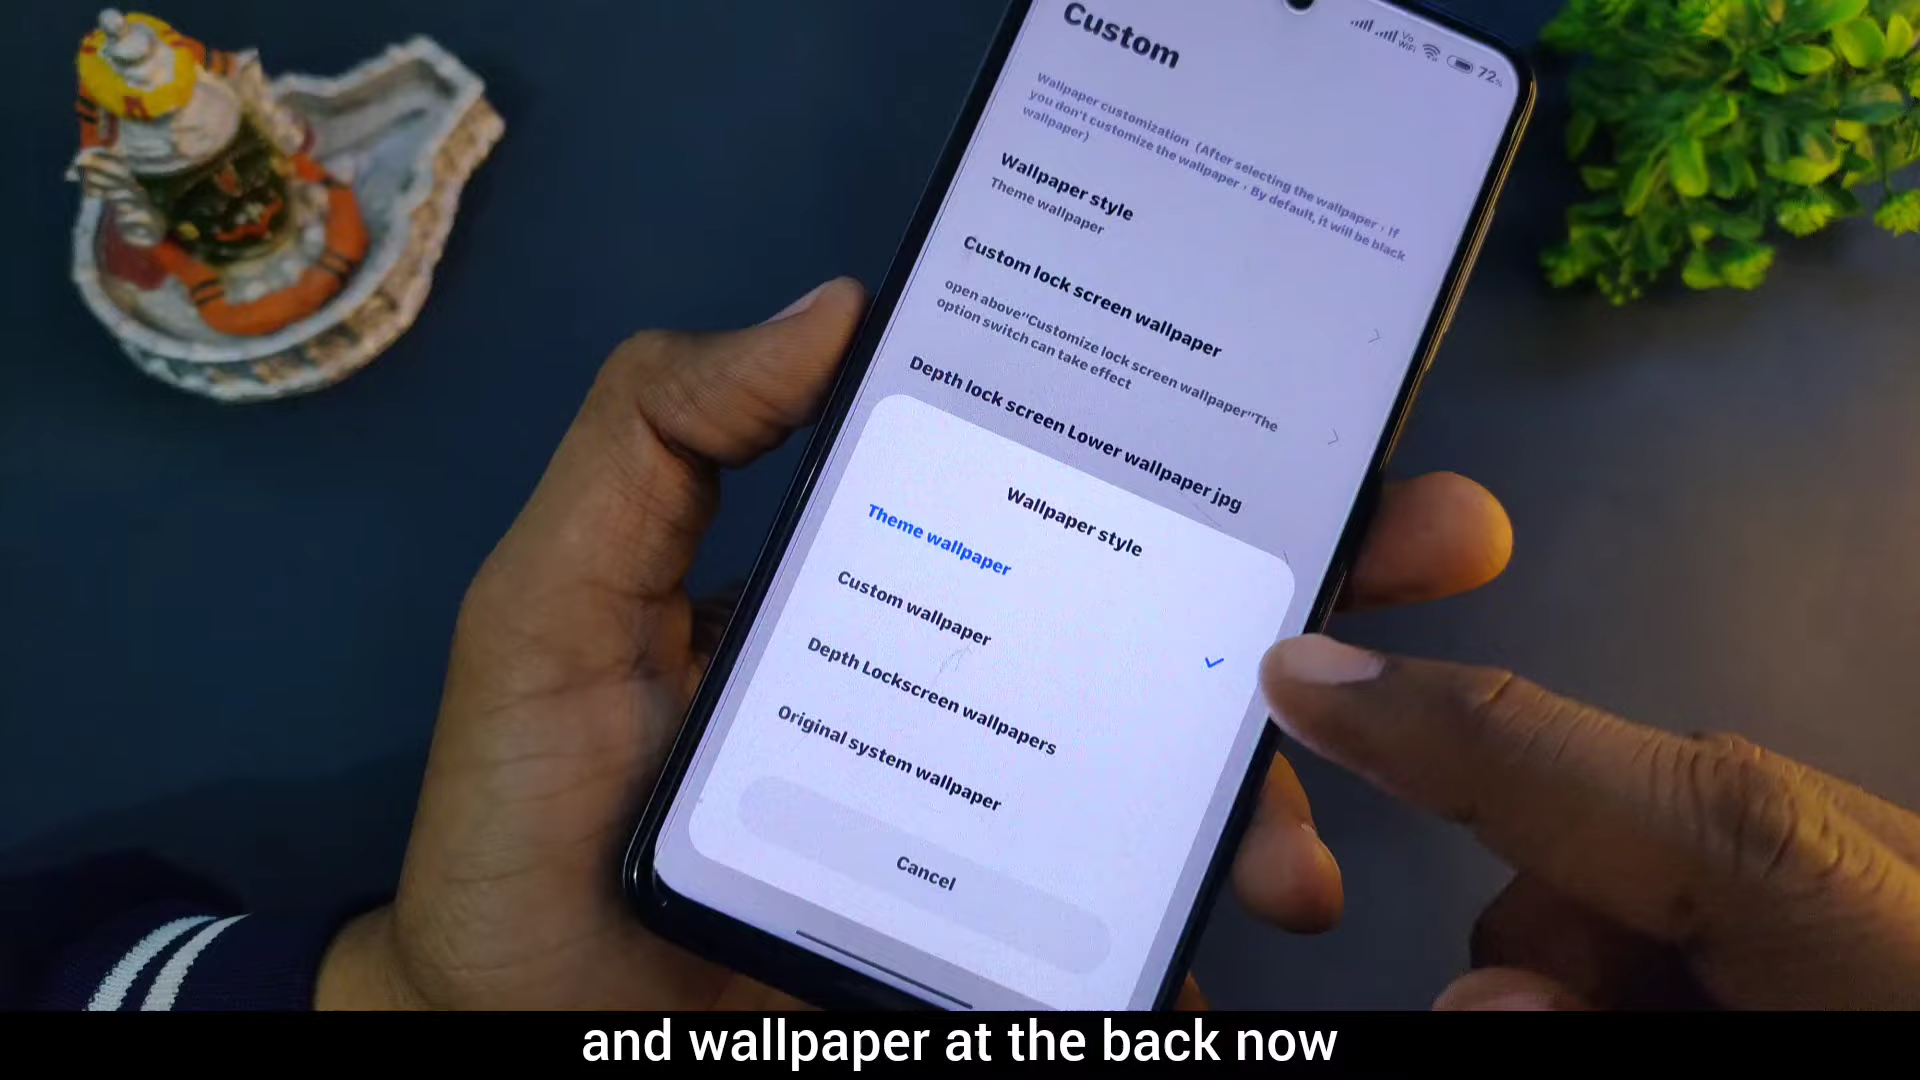 Custom
Vo
WiFi
72%
Wallpaper customization (After selecting the wallpaper, If
you don't customize the wallpaper, By default, it will be black
wallpaper)
Wallpaper style
Theme wallpaper
Custom lock screen wallpaper
open above"Customize lock screen wallpaper"The
option switch can take effect
Depth lock screen Lower wallpaper jpg
Wallpaper style
Theme wallpaper
Custom wallpaper
Depth Lockscreen wallpapers
Original system wallpaper
Cancel
and wallpaper at the back now